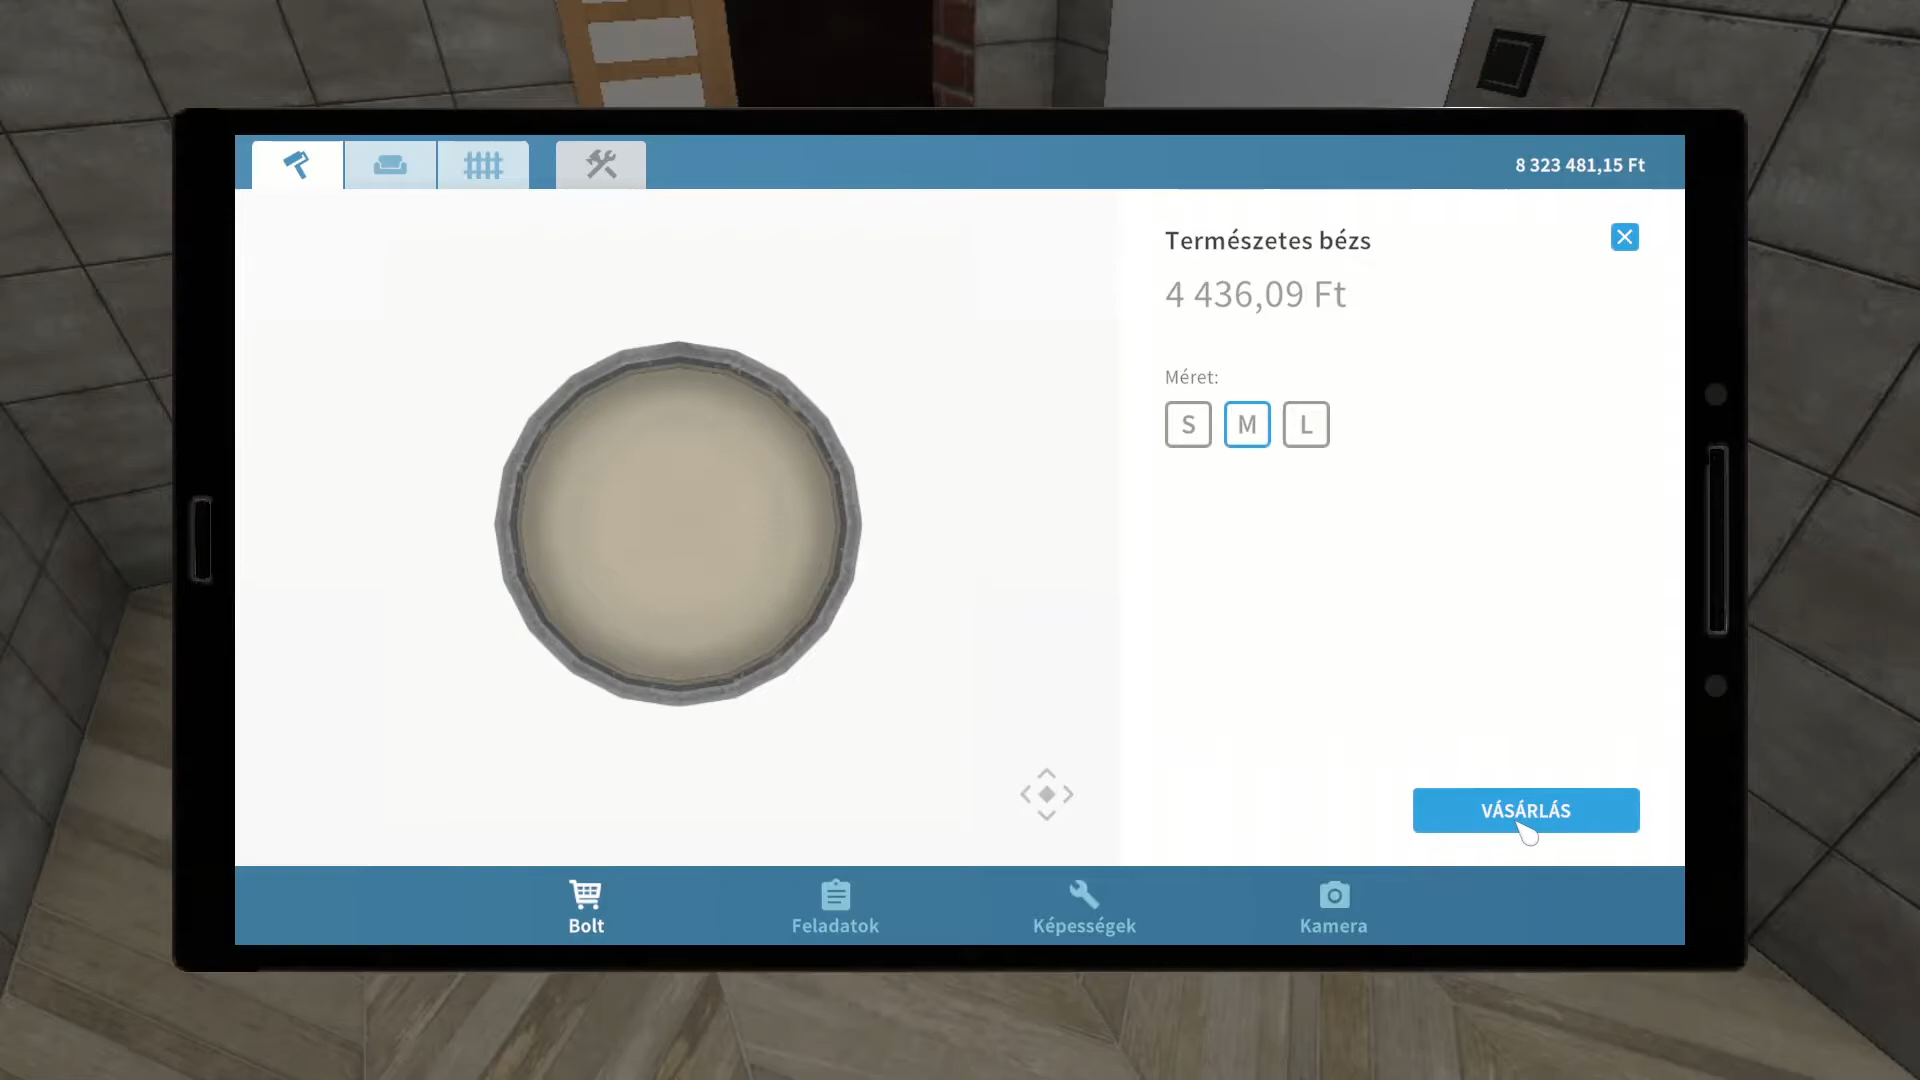 8 323 481,15 Ft
Természetes bézs
4 436,09 Ft
Méret:
S M L
VÁSÁRLÁS
Bolt Feladatok Képességek Kamera